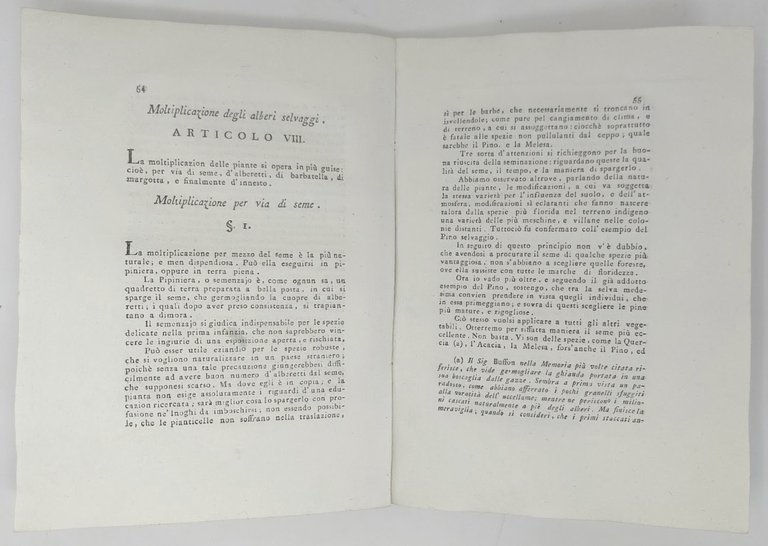 64
Moltiplicazione degli alberi selvaggi.
ARTICOLO VIII.
La moltiplicazion delle piante si opera in più guise:
cioè, per via di seme, d'alberetti, di barbatella, di
margotta, e finalmente d'innesto.
Moltiplicazione per via di seme.
§. I.
La moltiplicazione per mezzo del seme è la più na-
turale; e men dispendiosa. Può ella eseguirsi in pi-
piniera, oppure in terra piena.
La Pipiniera, o semenzajo è, come ognun sa, un
quadretto di terra preparata a bella posta, in cui si
sparge il seme, che germogliando la cuopre di albe-
retti, i quali dopo aver preso consistenza, si trapian-
tano a dimora.
Il semenzajo si giudica indispensabile per le spezie
delicate nella prima infanzia, che non saprebbero vin-
cere le ingiurie di una esposizione aperta, e rischiata.
Può esser utile eziandio per le spezie robuste,
che si vogliono naturalizzare in un paese straniero;
poichè senza una tale precauzione giungerebbesi diffi-
cilmente ad avere buon numero d'alberetti dal seme,
che supponesi scarso. Ma dove egli è in copia; e la
pianta non esige assolutamente i riguardi d'una edu-
cazion ricercata; sarà miglior cosa lo spargerlo con pro-
fusione ne' luoghi da imboschirsi, non essendo possibi-
le, che le pianticelle non soffrano nella traslazione,
55
sì per le barbe, che necessariamente si troncano in
isvellendole; come pure pel cangiamento di clima, e
di terreno, a cui si assoggettano: ciocchè soprattutto
è fatale alle spezie non pullulanti dal ceppo, quale
sarebbe il Pino, e la Melesa.
Tre sorta d'attenzioni si richieggono per la buo-
na riuscita della seminazione: riguardano queste la qua-
lità del seme, il tempo, e la maniera di spargerlo.
Abbiamo osservato altrove, parlando della natu-
ra delle piante, le modificazioni, a cui va soggetta
la stessa varietà per l'influenza del suolo, e dell'at-
mosfera, modificazioni sì eclatanti che fanno nascere
talora dalla spezie più florida nel terreno indigeno
una varietà delle più meschine, e villane nelle colo-
nie distanti. Tuttociò fu confermato coll'esempio del
Pino selvaggio.
In seguito di questo principio non v'è dubbio,
che avendosi a procurare il seme di qualche spezie più
vantaggiosa, non s'abbiano a scegliere quelle foreste,
ove ella sussiste con tutte le marche di floridezza.
Ora io vado più oltre, e seguendo il già addotto
esempio del Pino, sostengo, che tra la selva mede-
sima convien prendere in vista quegli individui, che
in essa primeggiano; e sovra di questi scegliere le pino
più mature, e rigogliose.
Ciò stesso vuolsi applicare a tutti gli altri vege-
tabili. Otterremo per siffatta maniera il seme più ec-
cellente. Non basta. Vi son delle spezie, come la Quer-
cia (a), l'Acacia, la Melesa, fors'anche il Pino, ed
(a) Il Sig. Buffon nella Memoria più volte citata ri-
ferisce, che vide germogliare la ghianda portata in una
sua boscaglia dalle gazze. Sembra a prima vista un pa-
radosso, come abbiano afferrato i pochi granelli sfuggiti
alla voracità dell'uccellame; mentre ne periscono i milio-
ni cascati naturalmente a piè degli alberi. Ma finisce la
meraviglia, quando si consideri, che i primi staccati an-